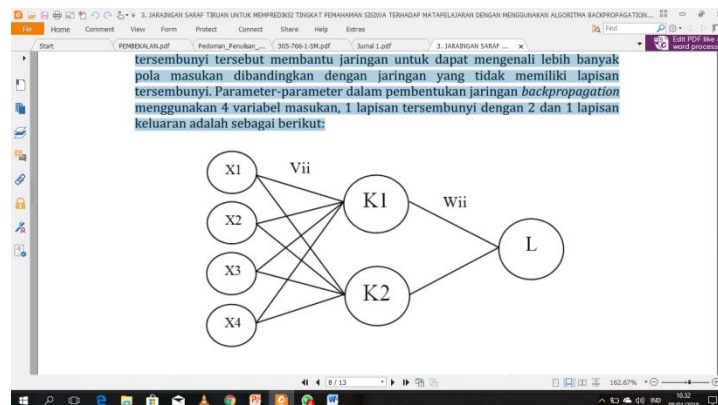 3. JARAINGAN SARAF TIRUAN UNTUK MEMPREDIKSI TINGKAT PEMAHAMAN SISIWA TERHADAP MATAPELAJARAN DENGAN MENGGUNAKAN ALGORITMA BACKPROPAGATION...
File Home Comment View Form Protect Connect Share Help Extras Find
Edit PDF like a
word process
Start PEMBEKALAN.pdf Pedoman_Penulisan_... 305-766-1-SM.pdf Jurnal 1.pdf 3. JARAINGAN SARAF ... x
tersembunyi tersebut membantu jaringan untuk dapat mengenali lebih banyak
pola masukan dibandingkan dengan jaringan yang tidak memiliki lapisan
tersembunyi. Parameter-parameter dalam pembentukan jaringan backpropagation
menggunakan 4 variabel masukan, 1 lapisan tersembunyi dengan 2 dan 1 lapisan
keluaran adalah sebagai berikut:
X1
Vii
K1
Wii
X2
L
X3
K2
X4
8 / 13
162.67%
IND
10.32